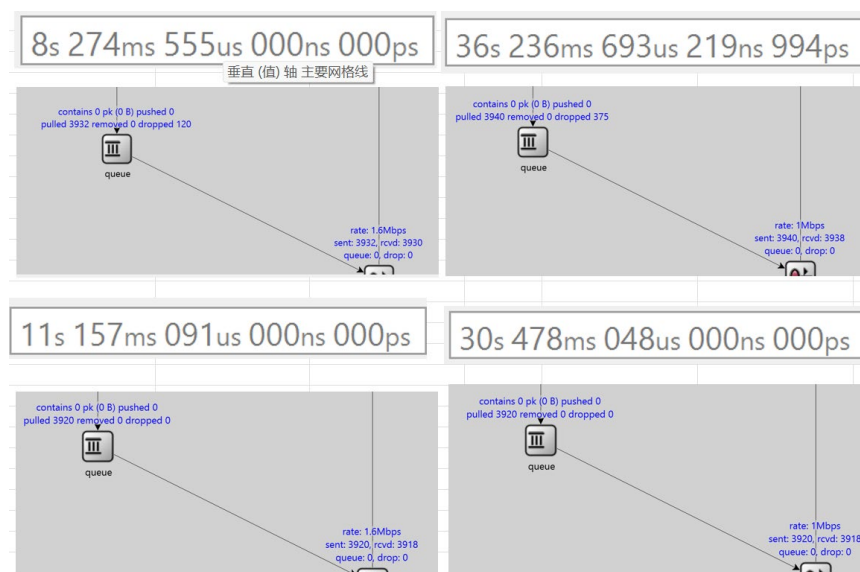 8s 274ms 555us 000ns 000ps
垂直 (值) 轴 主要网格线
contains 0 pk (0 B) pushed 0
pulled 3932 removed 0 dropped 120
queue
rate: 1.6Mbps
sent: 3932, rcvd: 3930
queue: 0, drop: 0
36s 236ms 693us 219ns 994ps
contains 0 pk (0 B) pushed 0
pulled 3940 removed 0 dropped 375
queue
rate: 1Mbps
sent: 3940, rcvd: 3938
queue: 0, drop: 0
11s 157ms 091us 000ns 000ps
contains 0 pk (0 B) pushed 0
pulled 3920 removed 0 dropped 0
queue
rate: 1.6Mbps
sent: 3920, rcvd: 3918
queue: 0, drop: 0
30s 478ms 048us 000ns 000ps
contains 0 pk (0 B) pushed 0
pulled 3920 removed 0 dropped 0
queue
rate: 1Mbps
sent: 3920, rcvd: 3918
queue: 0, drop: 0